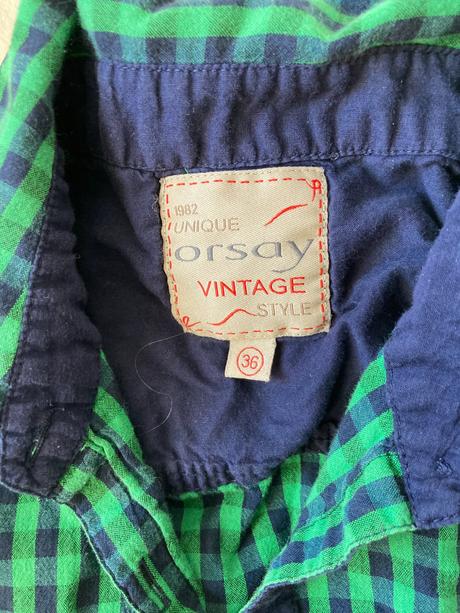 1982
UNIQUE
orsay
VINTAGE
STYLE
36